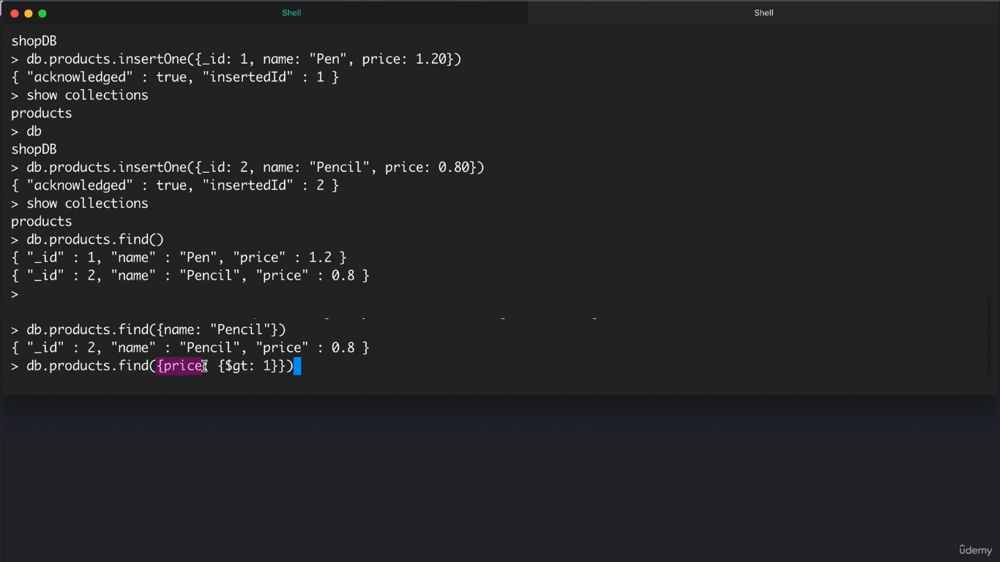 Shell
Shell
shopDB
> db.products.insertOne({_id: 1, name: "Pen", price: 1.20})
{ "acknowledged" : true, "insertedId" : 1 }
> show collections
products
> db
shopDB
> db.products.insertOne({_id: 2, name: "Pencil", price: 0.80})
{ "acknowledged" : true, "insertedId" : 2 }
> show collections
products
> db.products.find()
{ "_id" : 1, "name" : "Pen", "price" : 1.2 }
{ "_id" : 2, "name" : "Pencil", "price" : 0.8 }
>
> db.products.find({name: "Pencil"})
{ "_id" : 2, "name" : "Pencil", "price" : 0.8 }
> db.products.find({price: {$gt: 1}})
ûdemy